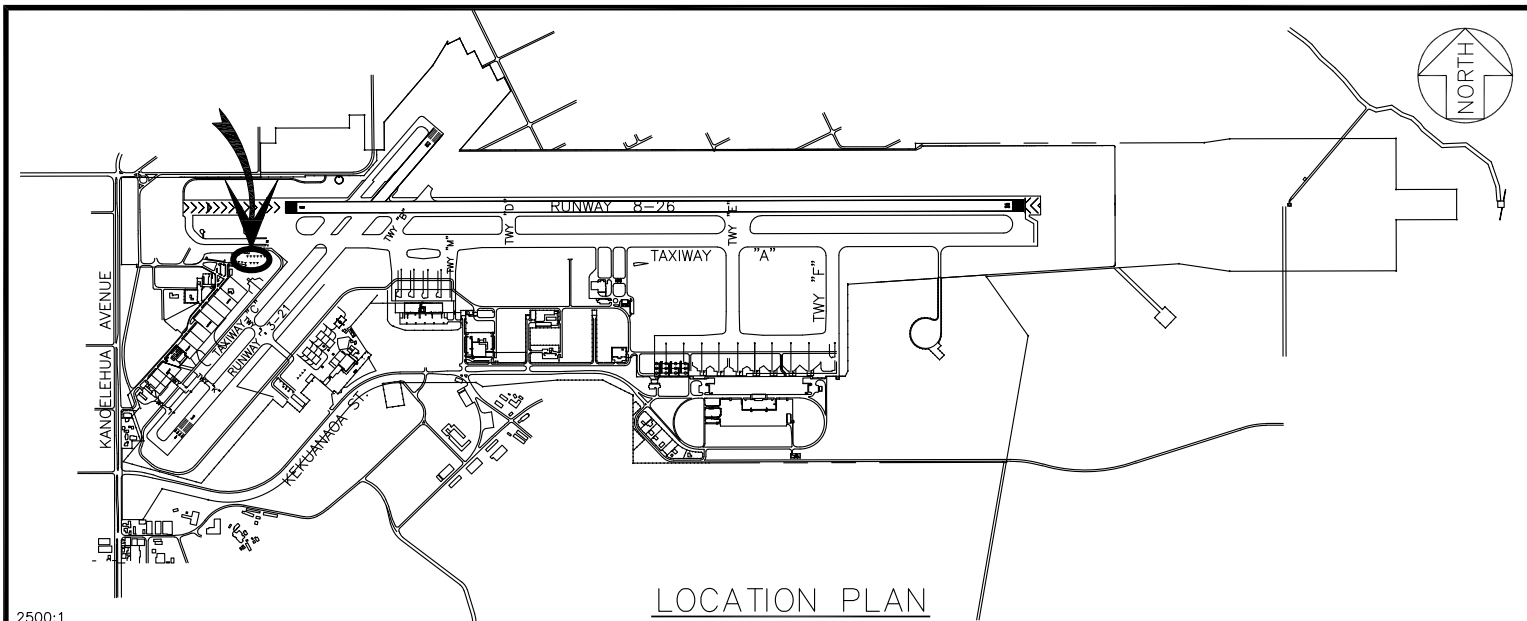 NORTH
RUNWAY 8-26
TWY "B"
TWY "D"
TWY "E"
TWY "M"
TAXIWAY "A"
TWY "F"
TAXIWAY "C"
RUNWAY 3-21
KANOELEHUA AVENUE
KEKUANAOA ST.
LOCATION PLAN
2500:1